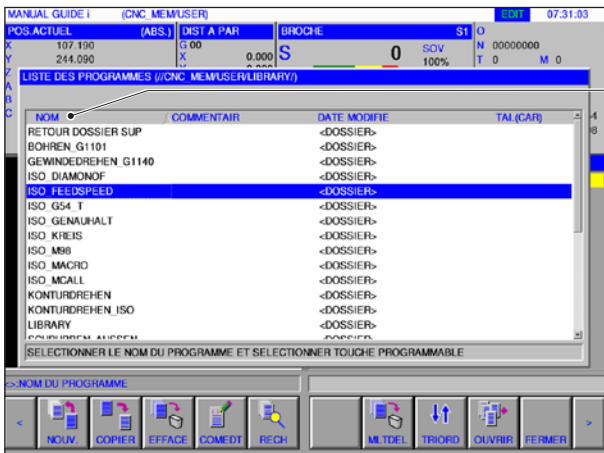 MANUAL GUIDE i (CNC_MEM/USER) EDIT 07:31:03
POS.ACTUEL (ABS.) DIST A PAR BROCHE S1 O
X 107.190 G 00 S 0 SOV 100% N 00000000
Y 244.090 X 0.000 T 0 M 0
Z
LISTE DES PROGRAMMES (//CNC_MEM/USER/LIBRARY/)
A
B
C
NOM COMMENTAIR DATE MODIFIE TAI.(CAR)
RETOUR DOSSIER SUP <DOSSIER>
BOHREN_G1101 <DOSSIER>
GEWINDEDREHEN_G1140 <DOSSIER>
ISO_DIAMONOF <DOSSIER>
ISO_FEEDSPEED <DOSSIER>
ISO_G54_T <DOSSIER>
ISO_GENAUHALT <DOSSIER>
ISO_KREIS <DOSSIER>
ISO_M98 <DOSSIER>
ISO_MACRO <DOSSIER>
ISO_MCALL <DOSSIER>
KONTURDREHEN <DOSSIER>
KONTURDREHEN_ISO <DOSSIER>
LIBRARY <DOSSIER>
SELECTIONNER LE NOM DU PROGRAMME ET SELECTIONNER TOUCHE PROGRAMMABLE
<>:NOM DU PROGRAMME
< NOUV. COPIER EFFACE COMEDT RECH MLTDEL TRIORD OUVRIR FERMER >